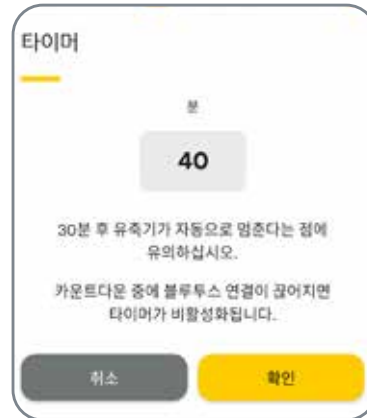 타이머
분
40
30분 후 유축기가 자동으로 멈춘다는 점에
유의하십시오.
카운트다운 중에 블루투스 연결이 끊어지면
타이머가 비활성화됩니다.
취소
확인